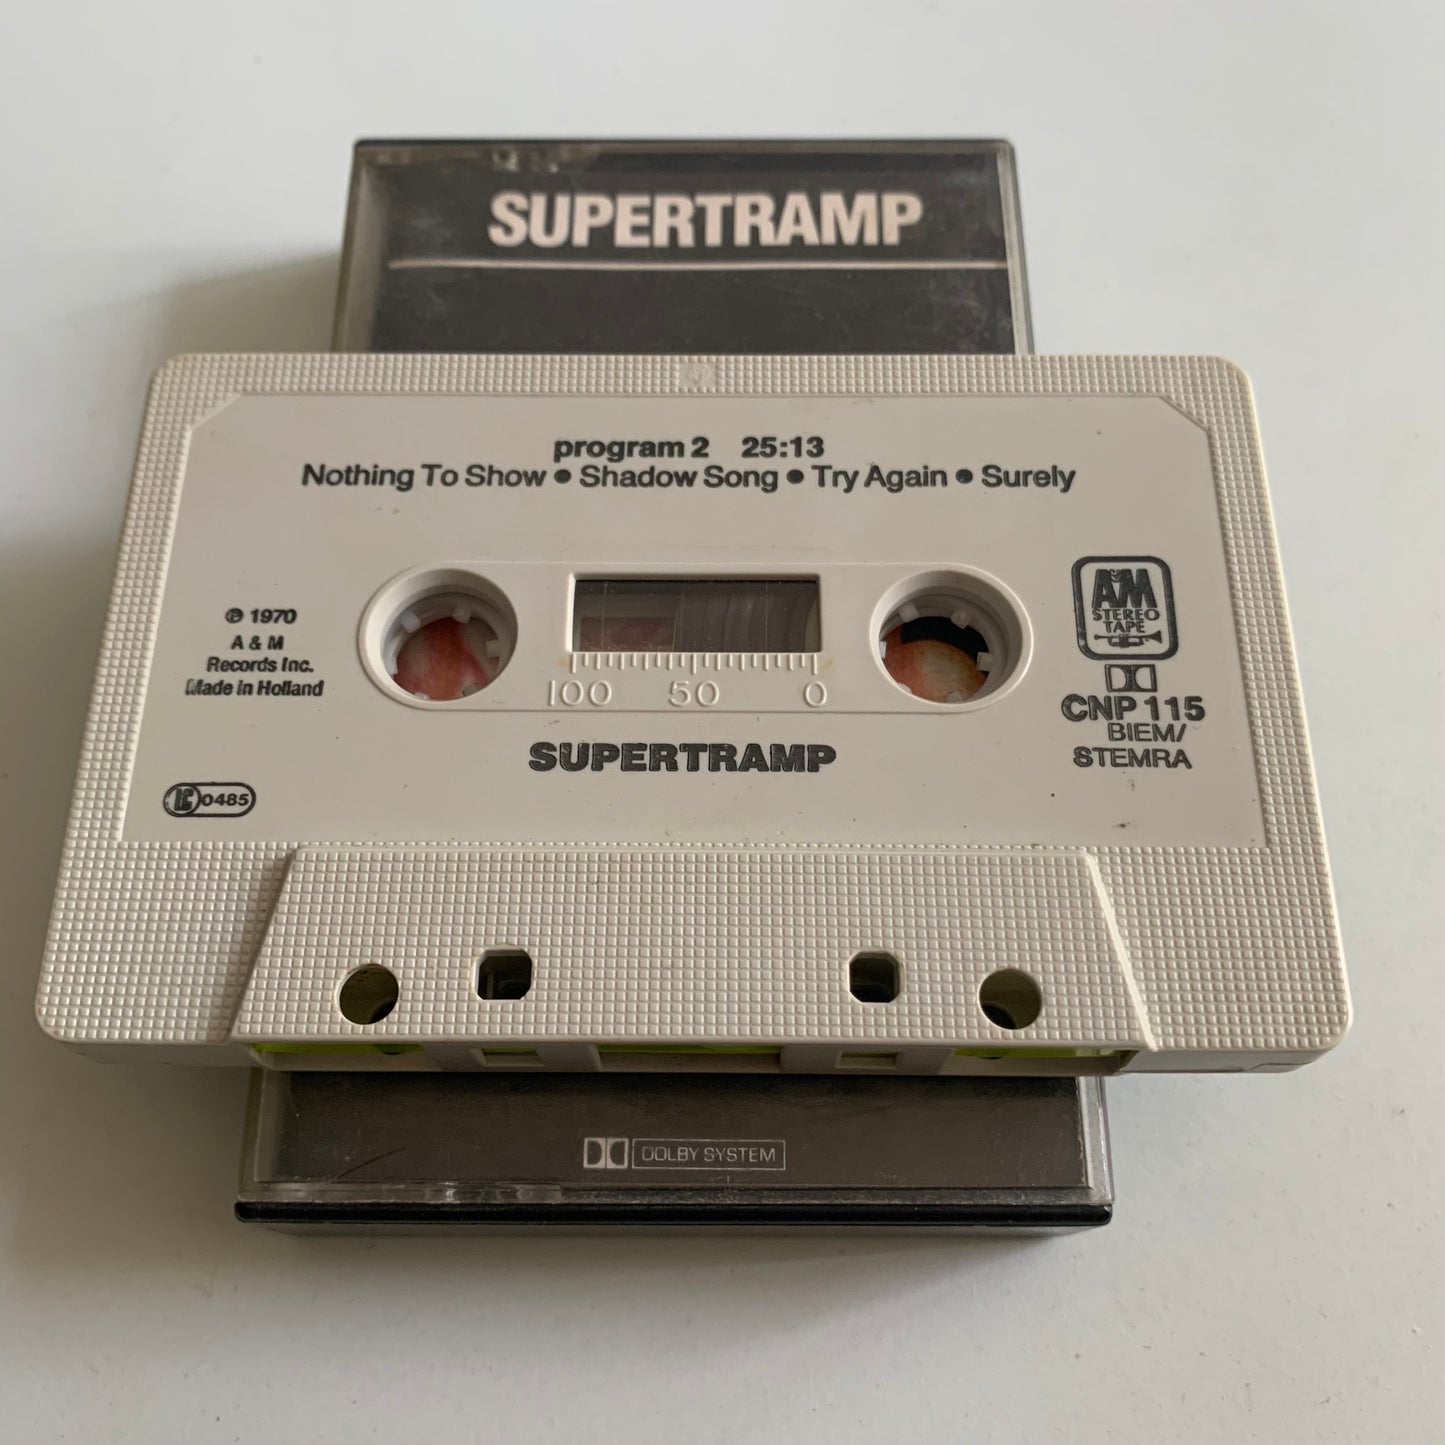 SUPERTRAMP
program 2 25:13
Nothing To Show • Shadow Song • Try Again • Surely
℗ 1970
A & M
Records Inc.
Made in Holland
100 50 0
A&M
STEREO
TAPE
CNP 115
BIEM/
STEMRA
SUPERTRAMP
0485
DOLBY SYSTEM